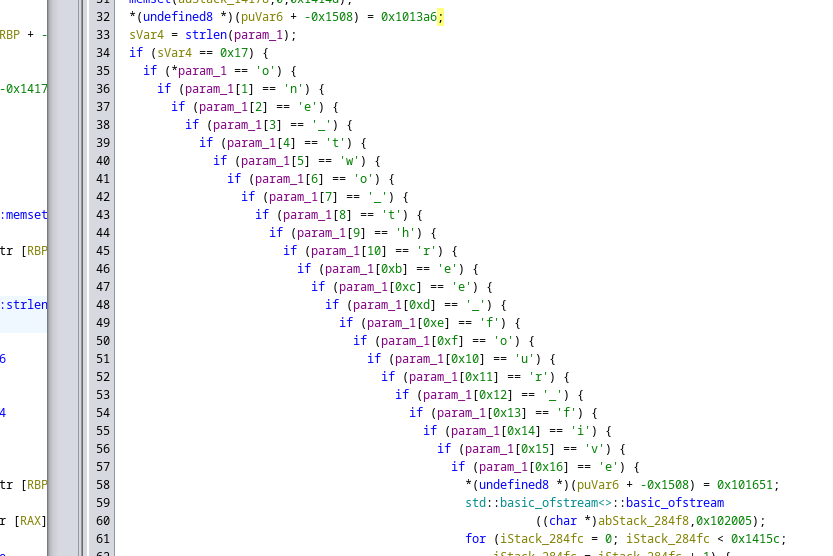 memset(auStack_14178,0,0x1414d);
32 *(undefined8 *)(puVar6 + -0x1508) = 0x1013a6;
33 sVar4 = strlen(param_1);
34 if (sVar4 == 0x17) {
35 if (*param_1 == 'o') {
36 if (param_1[1] == 'n') {
37 if (param_1[2] == 'e') {
38 if (param_1[3] == '_') {
39 if (param_1[4] == 't') {
40 if (param_1[5] == 'w') {
41 if (param_1[6] == 'o') {
42 if (param_1[7] == '_') {
43 if (param_1[8] == 't') {
44 if (param_1[9] == 'h') {
45 if (param_1[10] == 'r') {
46 if (param_1[0xb] == 'e') {
47 if (param_1[0xc] == 'e') {
48 if (param_1[0xd] == '_') {
49 if (param_1[0xe] == 'f') {
50 if (param_1[0xf] == 'o') {
51 if (param_1[0x10] == 'u') {
52 if (param_1[0x11] == 'r') {
53 if (param_1[0x12] == '_') {
54 if (param_1[0x13] == 'f') {
55 if (param_1[0x14] == 'i') {
56 if (param_1[0x15] == 'v') {
57 if (param_1[0x16] == 'e') {
58 *(undefined8 *)(puVar6 + -0x1508) = 0x101651;
59 std::basic_ofstream<>::basic_ofstream
60 ((char *)abStack_284f8,0x102005);
61 for (iStack_284fc = 0; iStack_284fc < 0x1415c;
RBP + -
-0x1417
:memset
tr [RBP
:strlen
6
4
tr [RBP
r [RAX]